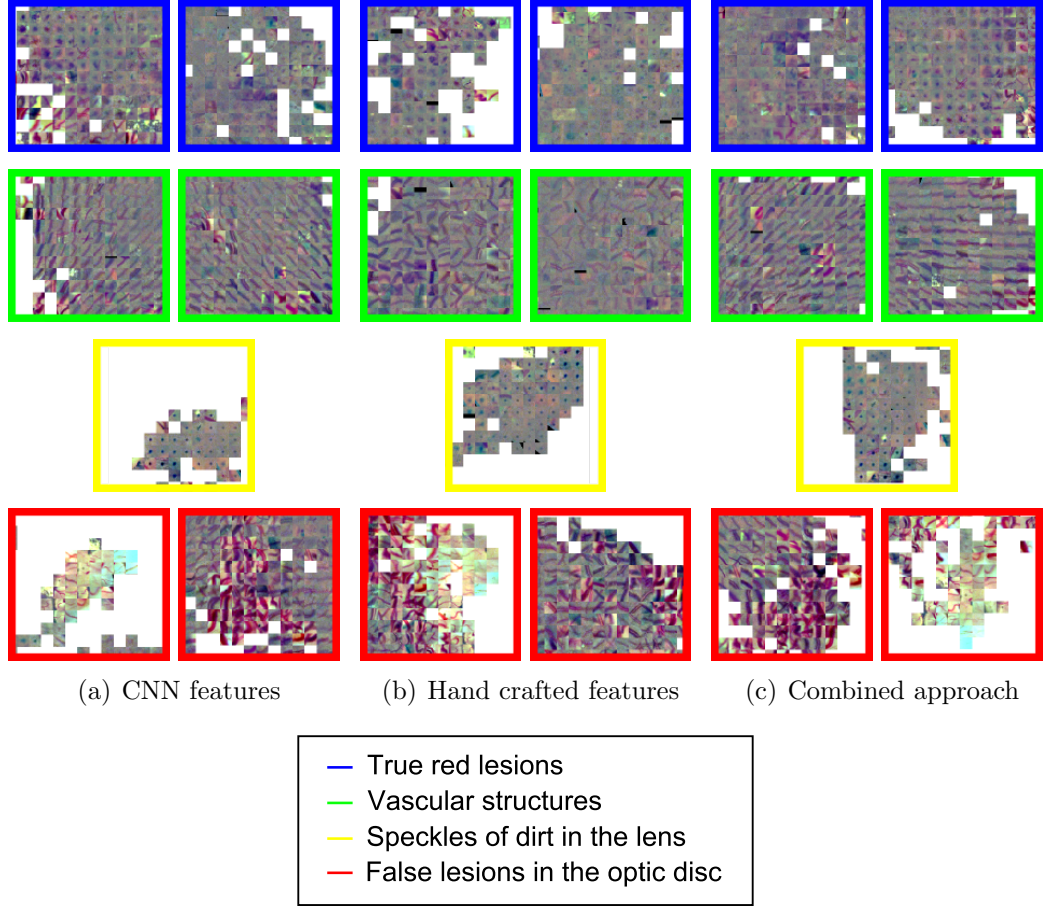 (a) CNN features
(b) Hand crafted features
(c) Combined approach
True red lesions
Vascular structures
Speckles of dirt in the lens
False lesions in the optic disc